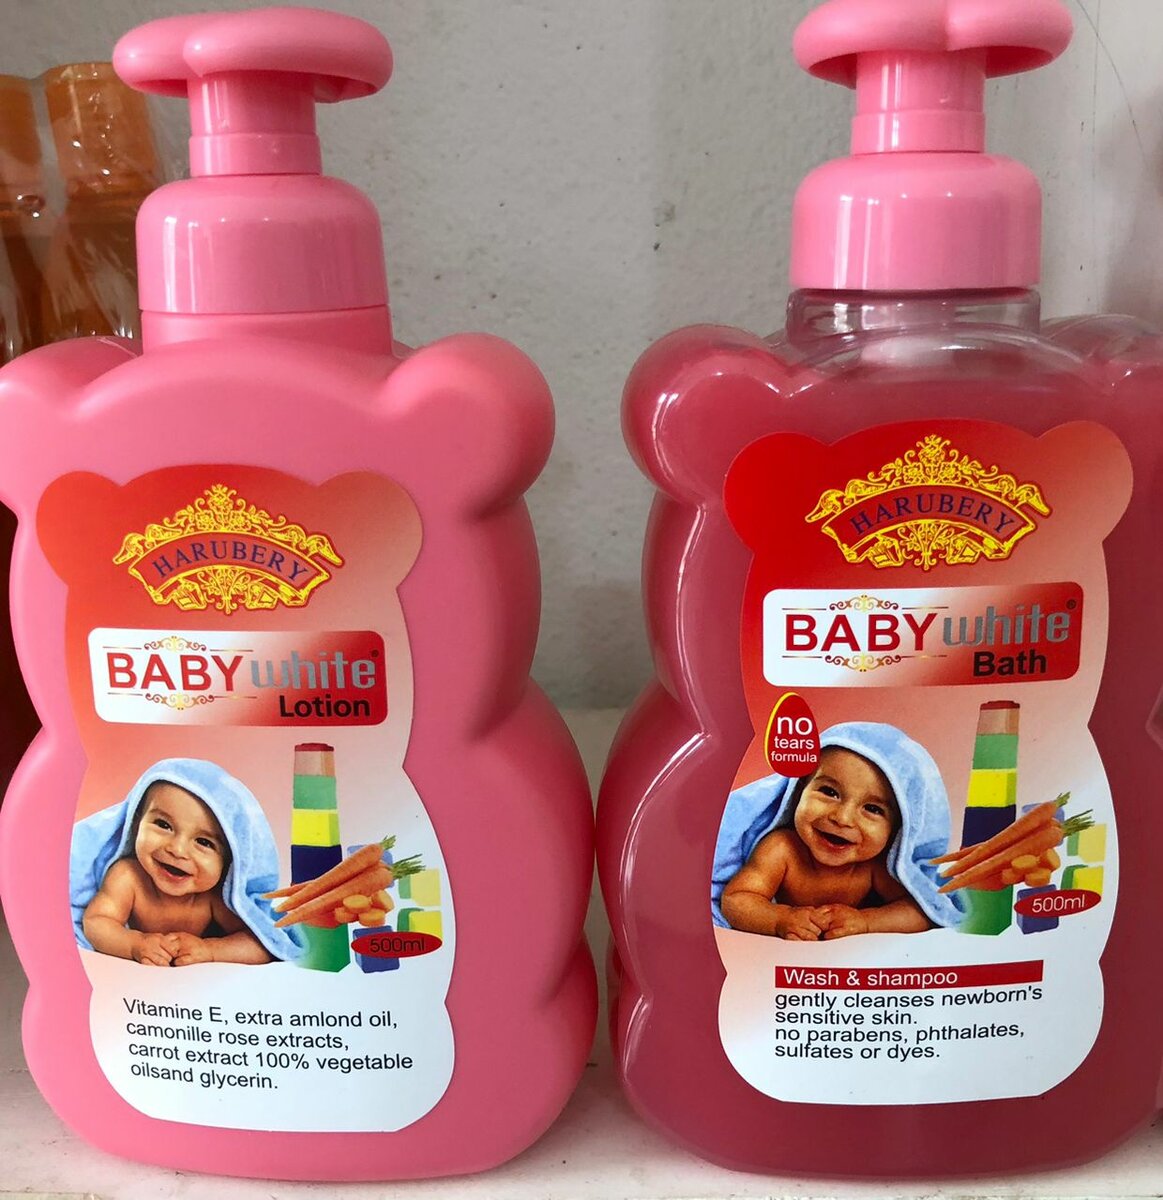 HARUBERY
BABY white®
Lotion
500ml
Vitamine E, extra amlond oil,
camonille rose extracts,
carrot extract 100% vegetable
oilsand glycerin.
HARUBERY
BABY white®
Bath
no
tears
formula
500ml
Wash & shampoo
gently cleanses newborn's
sensitive skin.
no parabens, phthalates,
sulfates or dyes.